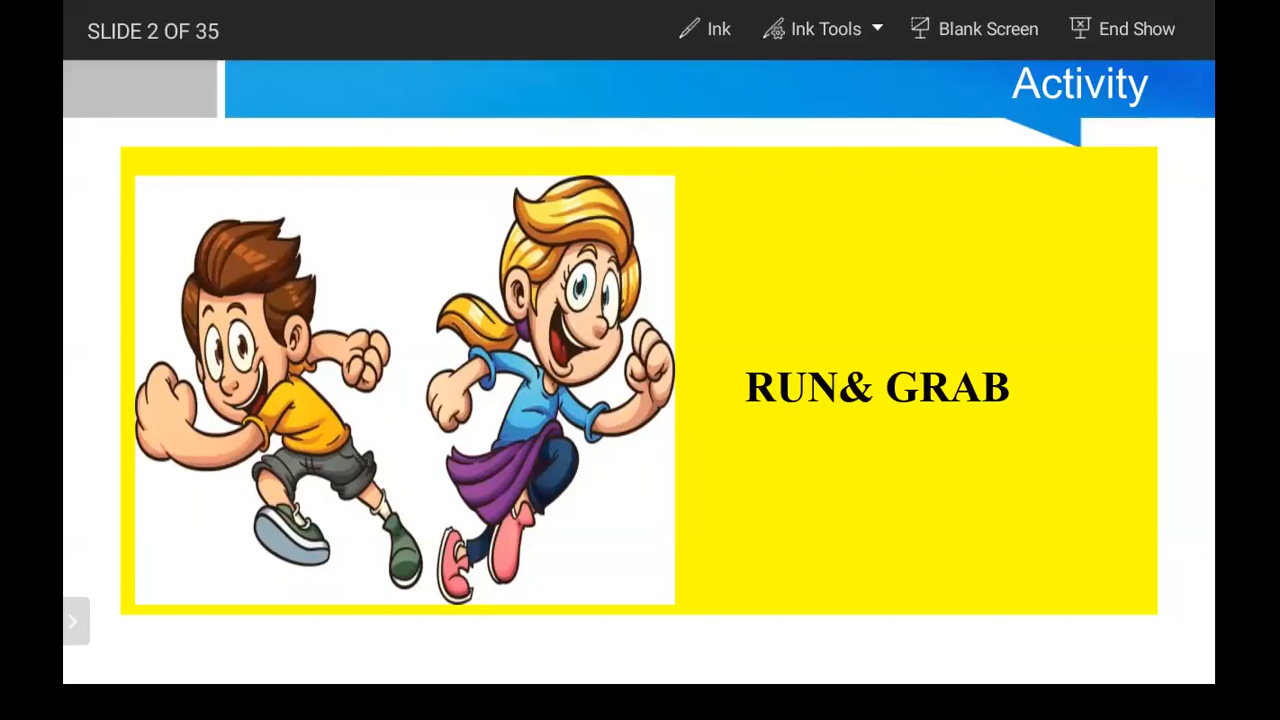 SLIDE 2 OF 35
Ink
Ink Tools
Blank Screen
End Show
Activity
RUN& GRAB